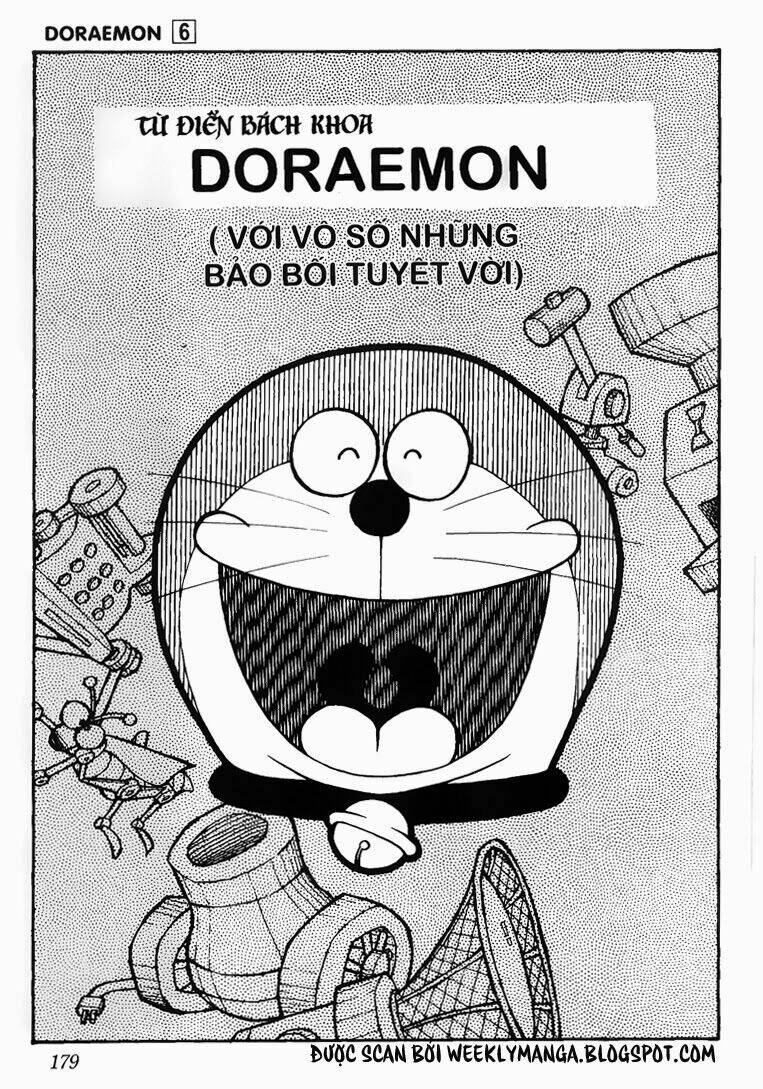 DORAEMON 6
TỪ ĐIỂN BÁCH KHOA
DORAEMON
( VỚI VÔ SỐ NHỮNG
BẢO BỐI TUYỆT VỜI)
179
ĐƯỢC SCAN BỞI WEEKLYMANGA.BLOGSPOT.COM